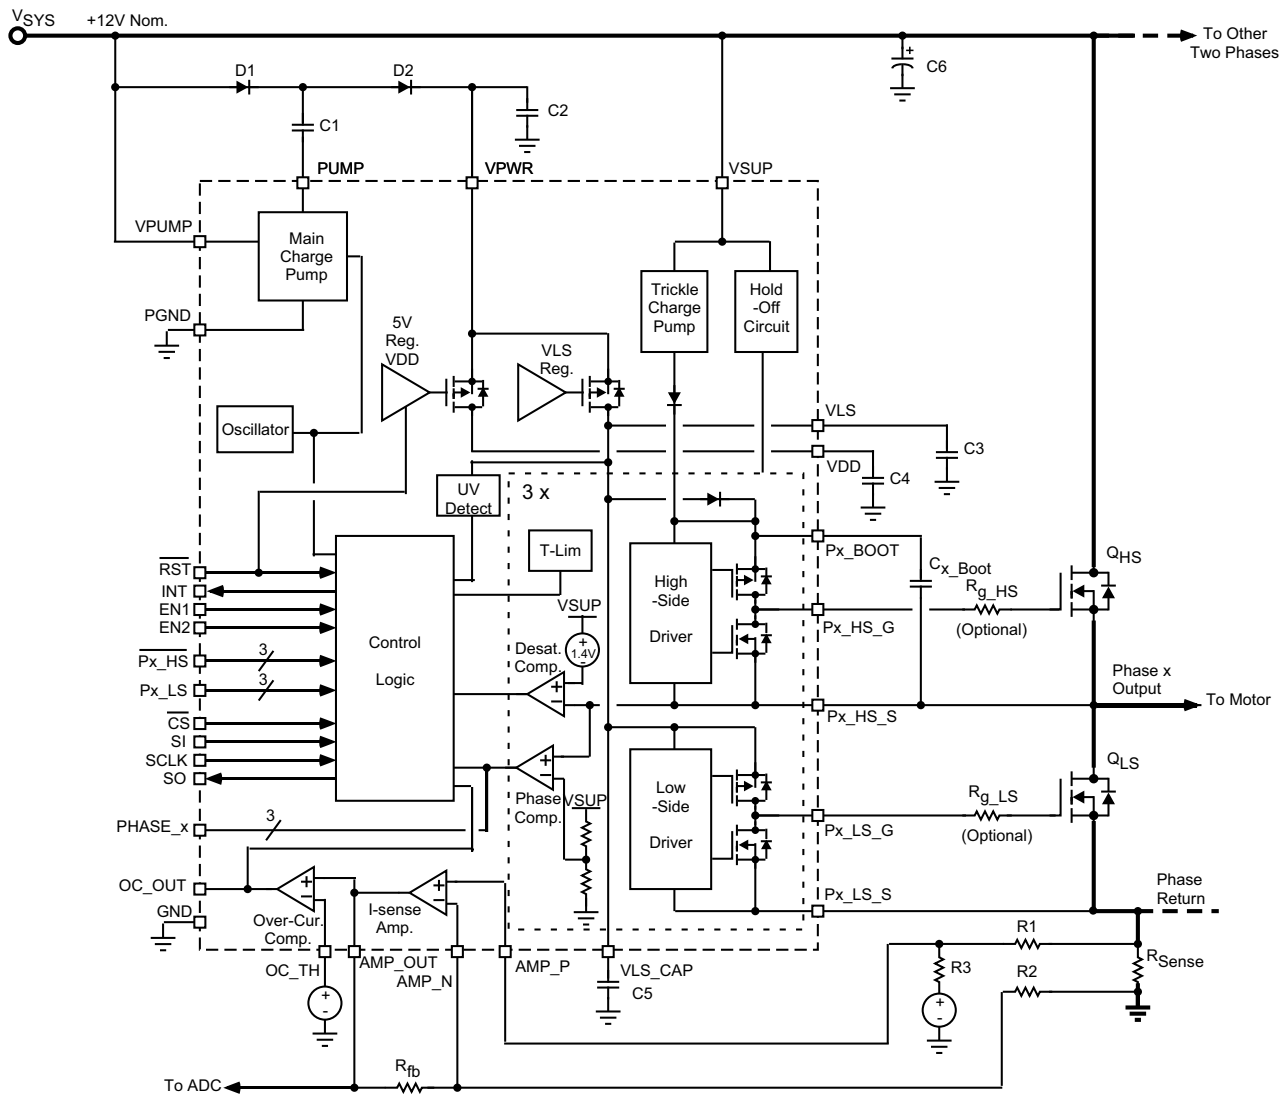 VSYS +12V Nom.
To Other
Two Phases
D1
D2
C6
C1
C2
PUMP
VPWR
VSUP
VPUMP
Main
Charge
Pump
Trickle
Charge
Pump
Hold
-Off
Circuit
PGND
5V
Reg.
VDD
VLS
Reg.
Oscillator
VLS
C3
VDD
C4
UV
Detect
3 x
T-Lim
RST
INT
EN1
EN2
Px_HS
3
Px_LS
3
CS
SI
SCLK
SO
PHASE_x
3
Control
Logic
VSUP
+
1.4V
-
Desat.
Comp.
+
-
High
-Side
Driver
Px_BOOT
Cx_Boot
QHS
Rg_HS
(Optional)
Px_HS_G
Phase x
Output
To Motor
Px_HS_S
+
-
Phase
Comp.
VSUP
Low
-Side
Driver
QLS
Rg_LS
(Optional)
Px_LS_G
Px_LS_S
Phase
Return
OC_OUT
+
-
Over-Cur.
Comp.
+
-
I-sense
Amp.
GND
OC_TH
AMP_OUT
AMP_N
AMP_P
VLS_CAP
C5
R1
R2
R3
RSense
+
-
+
-
Rfb
To ADC